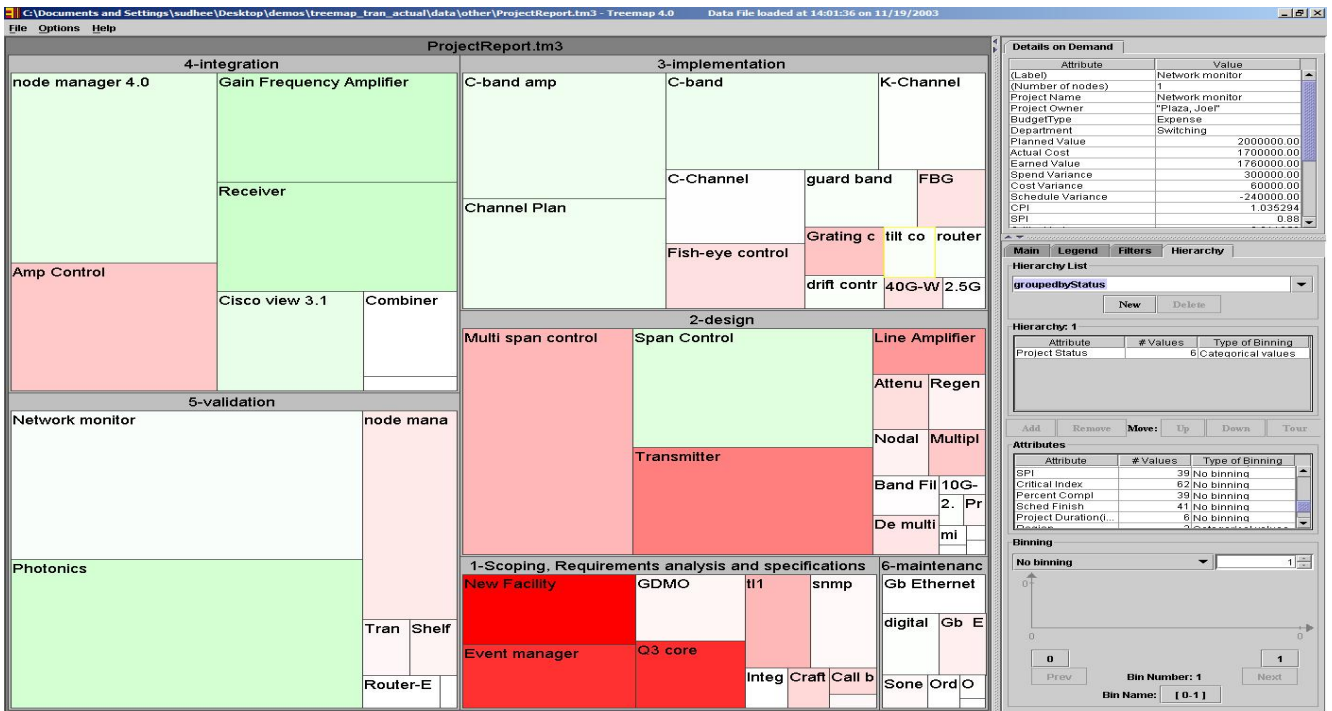 C:\Documents and Settings\sudhee\Desktop\demos\treemap_tran_actual\data\other\ProjectReport.tm3 - Treemap 4.0 Data File loaded at 14:01:36 on 11/19/2003
File Options Help
ProjectReport.tm3
4-integration
node manager 4.0
Gain Frequency Amplifier
Receiver
Amp Control
Cisco view 3.1
Combiner
3-implementation
C-band amp
C-band
K-Channel
Channel Plan
C-Channel
guard band
FBG
Fish-eye control
Grating c
tilt co
router
drift contr
40G-W
2.5G
2-design
Multi span control
Span Control
Line Amplifier
Transmitter
Attenu
Regen
Nodal
Multipl
Band Fil
10G-
2.
Pr
De multi
mi
5-validation
Network monitor
node mana
Photonics
Tran
Shelf
Router-E
1-Scoping, Requirements analysis and specifications
New Facility
GDMO
tl1
snmp
Event manager
Q3 core
Integ
Craft
Call b
6-maintenanc
Gb Ethernet
digital
Gb E
Sone
Ord
O
Details on Demand
Attribute Value
(Label) Network monitor
(Number of nodes) 1
Project Name Network monitor
Project Owner "Plaza, Joel"
BudgetType Expense
Department Switching
Planned Value 2000000.00
Actual Cost 1700000.00
Earned Value 1760000.00
Spend Variance 300000.00
Cost Variance 60000.00
Schedule Variance -240000.00
CPI 1.035294
SPI 0.88
Main Legend Filters Hierarchy
Hierarchy List
groupedbyStatus
New Delete
Hierarchy: 1
Attribute # Values Type of Binning
Project Status 6 Categorical values
Add Remove Move: Up Down Tour
Attributes
Attribute # Values Type of Binning
SPI 39 No binning
Critical Index 62 No binning
Percent Compl 39 No binning
Sched Finish 41 No binning
Project Duration(i... 6 No binning
Binning
No binning 1
0
0 0
0 1
Prev Bin Number: 1 Next
Bin Name: [ 0-1 ]